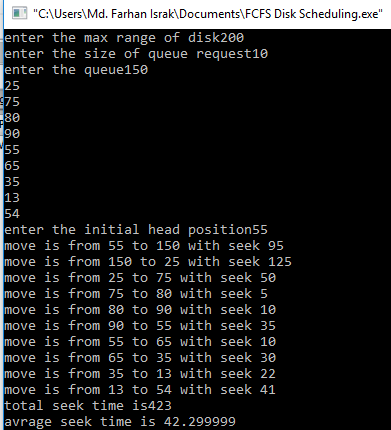 "C:\Users\Md. Farhan Israk\Documents\FCFS Disk Scheduling.exe"
enter the max range of disk200
enter the size of queue request10
enter the queue150
25
75
80
90
55
65
35
13
54
enter the initial head position55
move is from 55 to 150 with seek 95
move is from 150 to 25 with seek 125
move is from 25 to 75 with seek 50
move is from 75 to 80 with seek 5
move is from 80 to 90 with seek 10
move is from 90 to 55 with seek 35
move is from 55 to 65 with seek 10
move is from 65 to 35 with seek 30
move is from 35 to 13 with seek 22
move is from 13 to 54 with seek 41
total seek time is423
avrage seek time is 42.299999